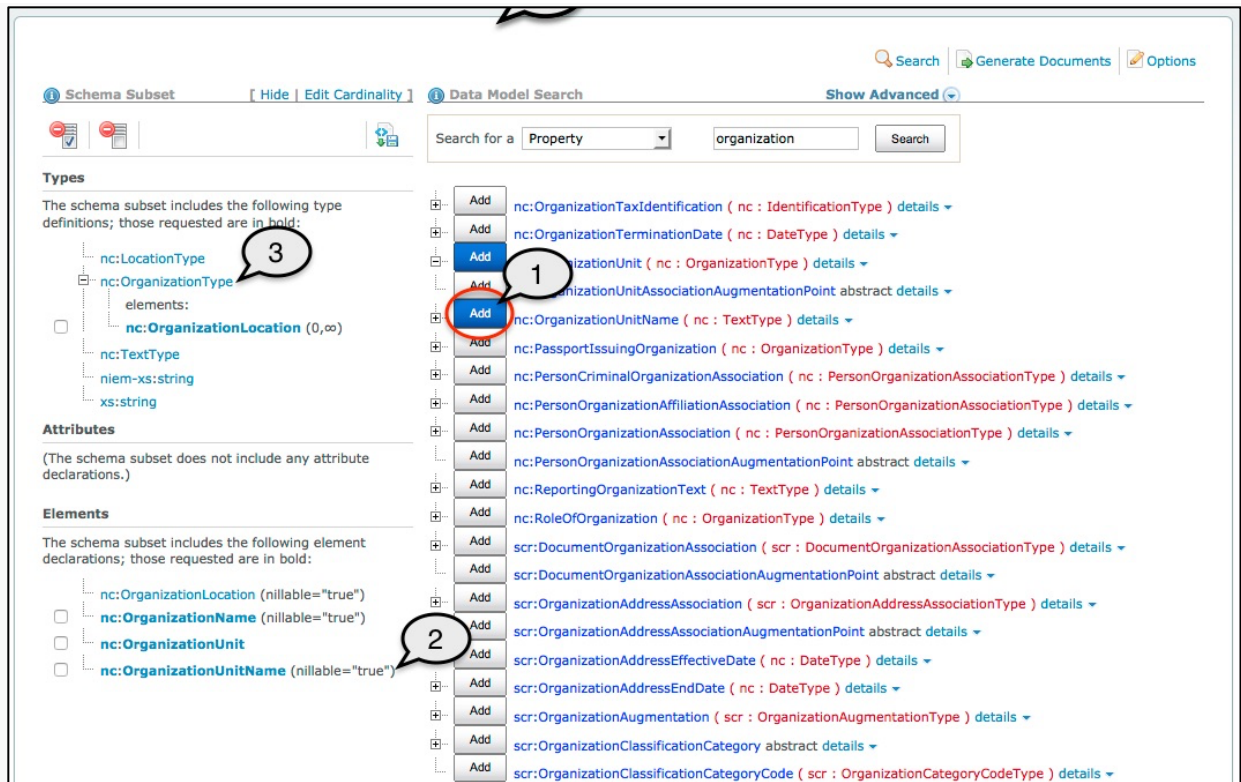 Search Generate Documents Options
Schema Subset [ Hide | Edit Cardinality ]
Types
The schema subset includes the following type
definitions; those requested are in bold:
nc:LocationType
3
nc:OrganizationType
elements:
nc:OrganizationLocation (0,∞)
nc:TextType
niem-xs:string
xs:string
Attributes
(The schema subset does not include any attribute
declarations.)
Elements
The schema subset includes the following element
declarations; those requested are in bold:
nc:OrganizationLocation (nillable="true")
nc:OrganizationName (nillable="true")
nc:OrganizationUnit
nc:OrganizationUnitName (nillable="true")
2
Data Model Search Show Advanced
Search for a Property organization Search
Add nc:OrganizationTaxIdentification ( nc : IdentificationType ) details
Add nc:OrganizationTerminationDate ( nc : DateType ) details
Add anizationUnit ( nc : OrganizationType ) details
1
Add anizationUnitAssociationAugmentationPoint abstract details
Add nc:OrganizationUnitName ( nc : TextType ) details
Add nc:PassportIssuingOrganization ( nc : OrganizationType ) details
Add nc:PersonCriminalOrganizationAssociation ( nc : PersonOrganizationAssociationType ) details
Add nc:PersonOrganizationAffiliationAssociation ( nc : PersonOrganizationAssociationType ) details
Add nc:PersonOrganizationAssociation ( nc : PersonOrganizationAssociationType ) details
Add nc:PersonOrganizationAssociationAugmentationPoint abstract details
Add nc:ReportingOrganizationText ( nc : TextType ) details
Add nc:RoleOfOrganization ( nc : OrganizationType ) details
Add scr:DocumentOrganizationAssociation ( scr : DocumentOrganizationAssociationType ) details
Add scr:DocumentOrganizationAssociationAugmentationPoint abstract details
Add scr:OrganizationAddressAssociation ( scr : OrganizationAddressAssociationType ) details
Add scr:OrganizationAddressAssociationAugmentationPoint abstract details
Add scr:OrganizationAddressEffectiveDate ( nc : DateType ) details
Add scr:OrganizationAddressEndDate ( nc : DateType ) details
Add scr:OrganizationAugmentation ( scr : OrganizationAugmentationType ) details
Add scr:OrganizationClassificationCategory abstract details
Add scr:OrganizationClassificationCategoryCode ( scr : OrganizationCategoryCodeType ) details